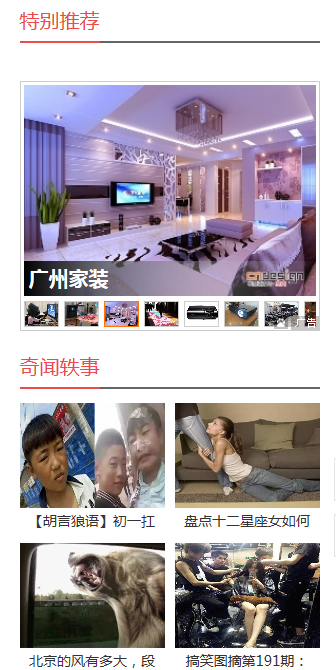 特别推荐
cndesign
广州家装
广告
奇闻轶事
【胡言狼语】初一扛
盘点十二星座女如何
北京的风有多大，段
搞笑图摘第191期：